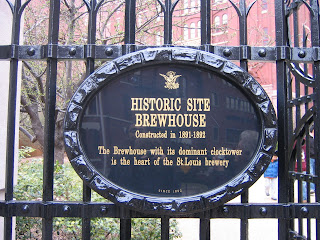 HISTORIC SITE
BREWHOUSE
Constructed in 1891-1892
The Brewhouse with its dominant clocktower
is the heart of the St. Louis brewery
SINCE